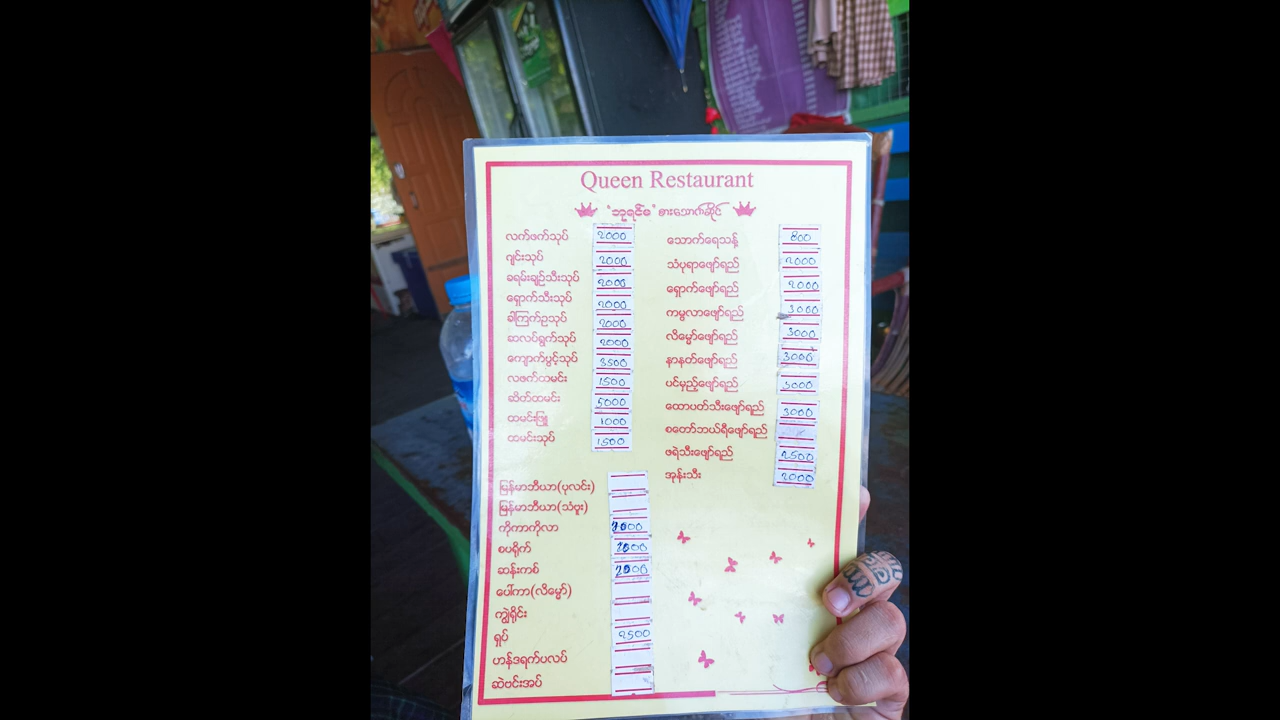 Queen Restaurant
"ဘုရင်မ" စားသောက်ဆိုင်
လက်ဖက်သုပ် 2000
ဂျင်းသုပ် 2000
ခရမ်းချဉ်သီးသုပ် 2000
ရှောက်သီးသုပ် 2000
ခေါကြက်ဥသုပ် 2000
ဆလပ်ရွက်သုပ် 2000
ကျောက်ပွင့်သုပ် 3500
လဖက်ထမင်း 1500
ဆိတ်ထမင်း 5000
ထမင်းဖြူ 1000
ထမင်းသုပ် 1500
သောက်ရေသန့် 800
သံပုရာဖျော်ရည် 2000
ရှောက်ဖျော်ရည် 2000
ကမ္ဗလာဖျော်ရည် 3000
လိမ္မော်ဖျော်ရည် 3000
နာနတ်ဖျော်ရည် 3000
ပင်မှည့်ဖျော်ရည် 3000
ထောပတ်သီးဖျော်ရည် 3000
စတော်ဘယ်ရီဖျော်ရည်
ဖရဲသီးဖျော်ရည် 2500
အုန်းသီး 2000
မြန်မာဘီယာ(ပုလင်း)
မြန်မာဘီယာ(သံဗူး)
ကိုကာကိုလာ 2000
စပရိုက် 2000
ဆန်းကစ် 2000
ပေါ်ကာ(လိမ္မော်)
ကျွဲရိုင်း
ရှပ် 2500
ဟန်ဒရက်ပလပ်
ဆဲဗင်းအပ်